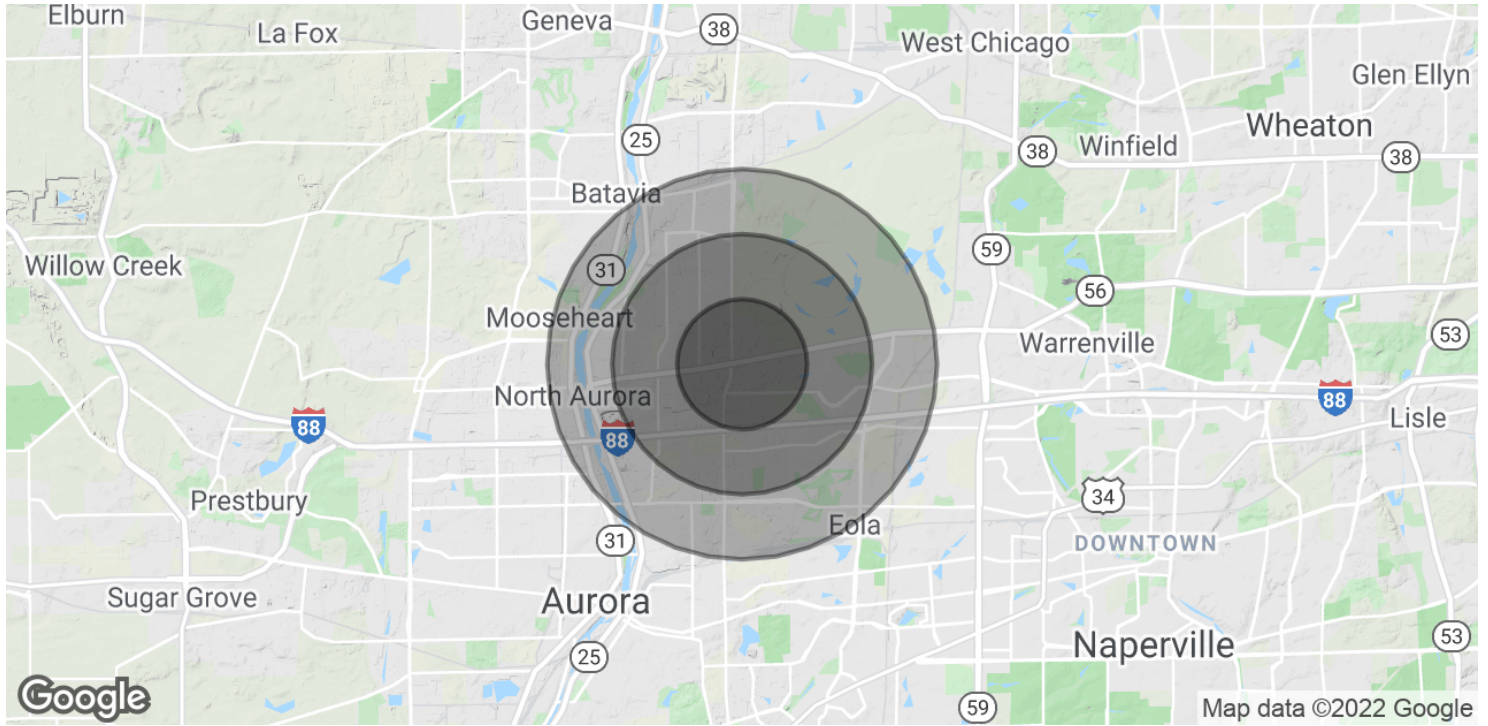 Elburn
Geneva
La Fox
38
West Chicago
Glen Ellyn
25
Wheaton
38
Winfield
38
Batavia
59
Willow Creek
31
56
Mooseheart
53
Warrenville
North Aurora
88
88
88
Lisle
Prestbury
34
Eola
31
DOWNTOWN
Sugar Grove
Aurora
53
Naperville
25
Google
59
Map data ©2022 Google